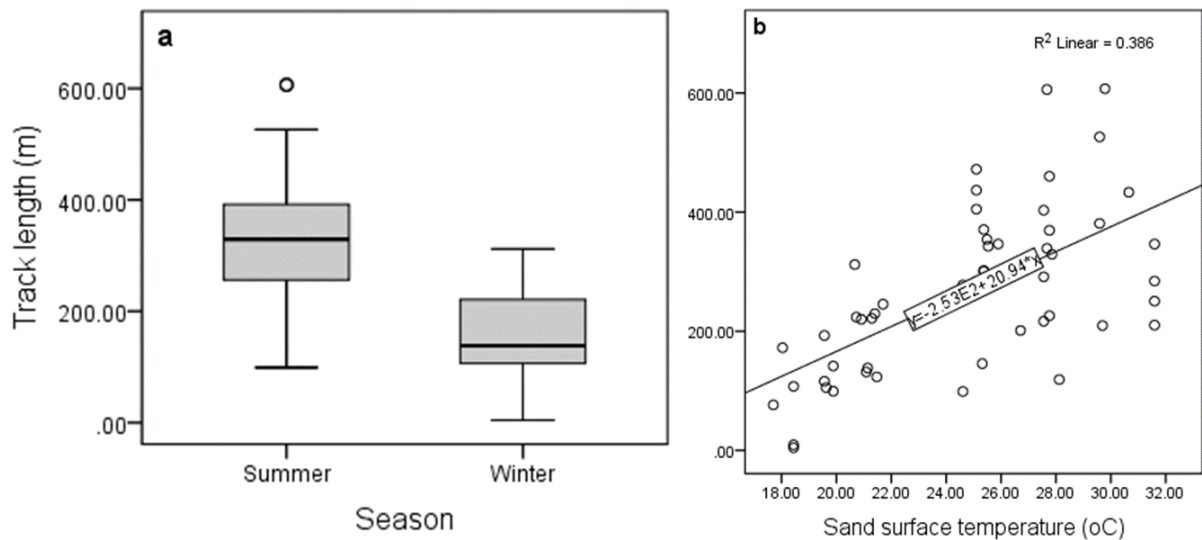 a
Track length (m)
600.00
400.00
200.00
.00
Summer Winter
Season
b
R² Linear = 0.386
600.00
400.00
200.00
.00
y=-2.53E2+20.94*x
18.00 20.00 22.00 24.00 26.00 28.00 30.00 32.00
Sand surface temperature (oC)